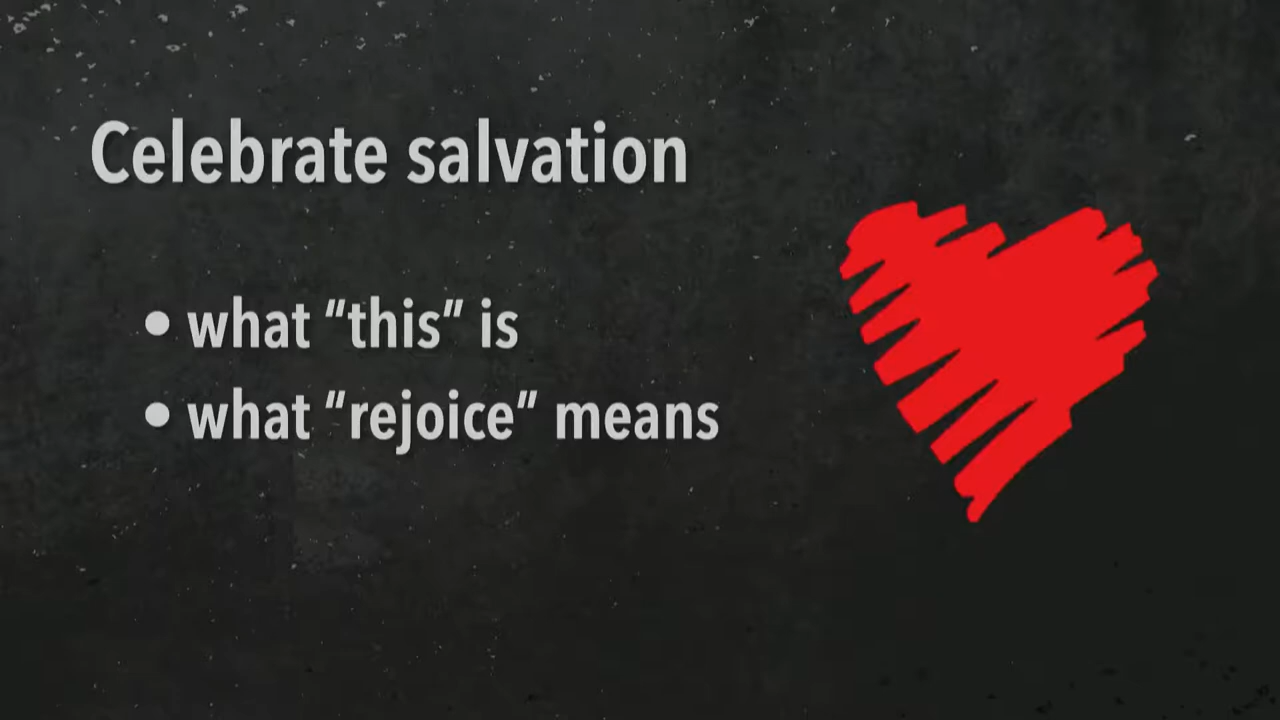 Celebrate salvation
• what “this” is
• what “rejoice” means